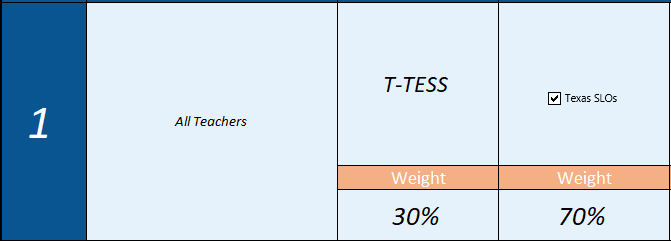 1
All Teachers
T-TESS
Texas SLOs
Weight
Weight
30%
70%